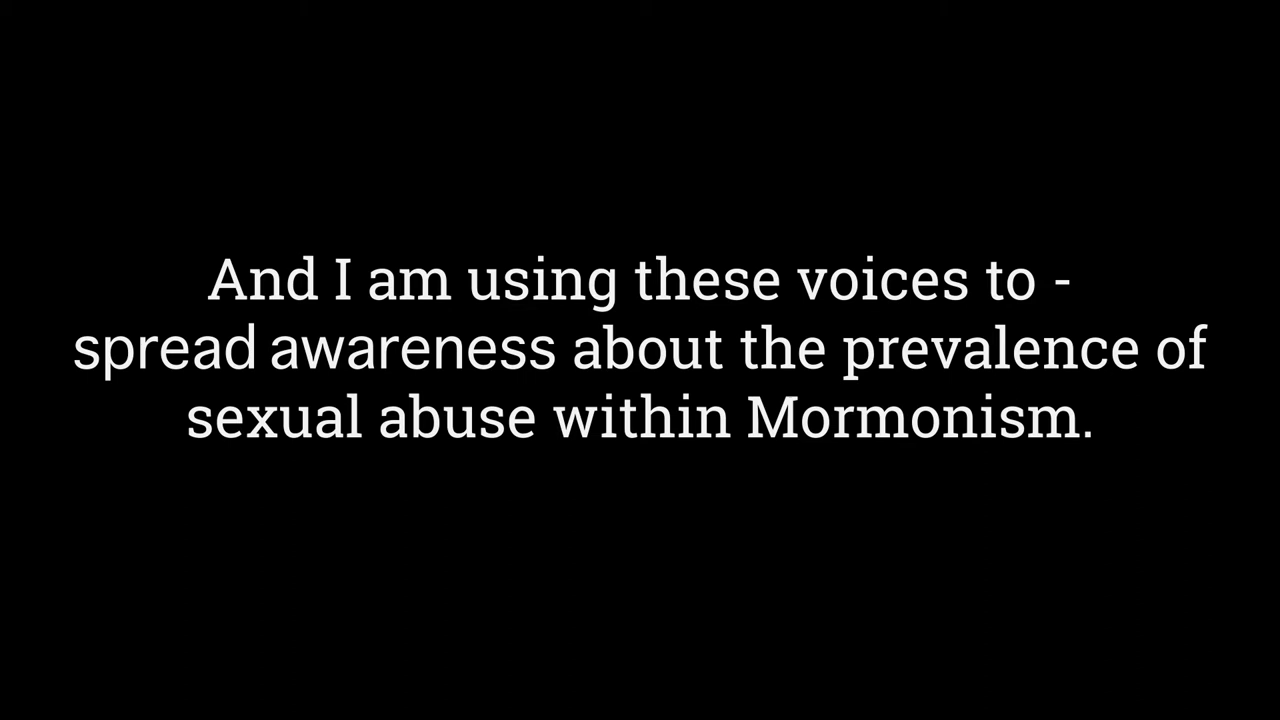 And I am using these voices to -
spread awareness about the prevalence of
sexual abuse within Mormonism.